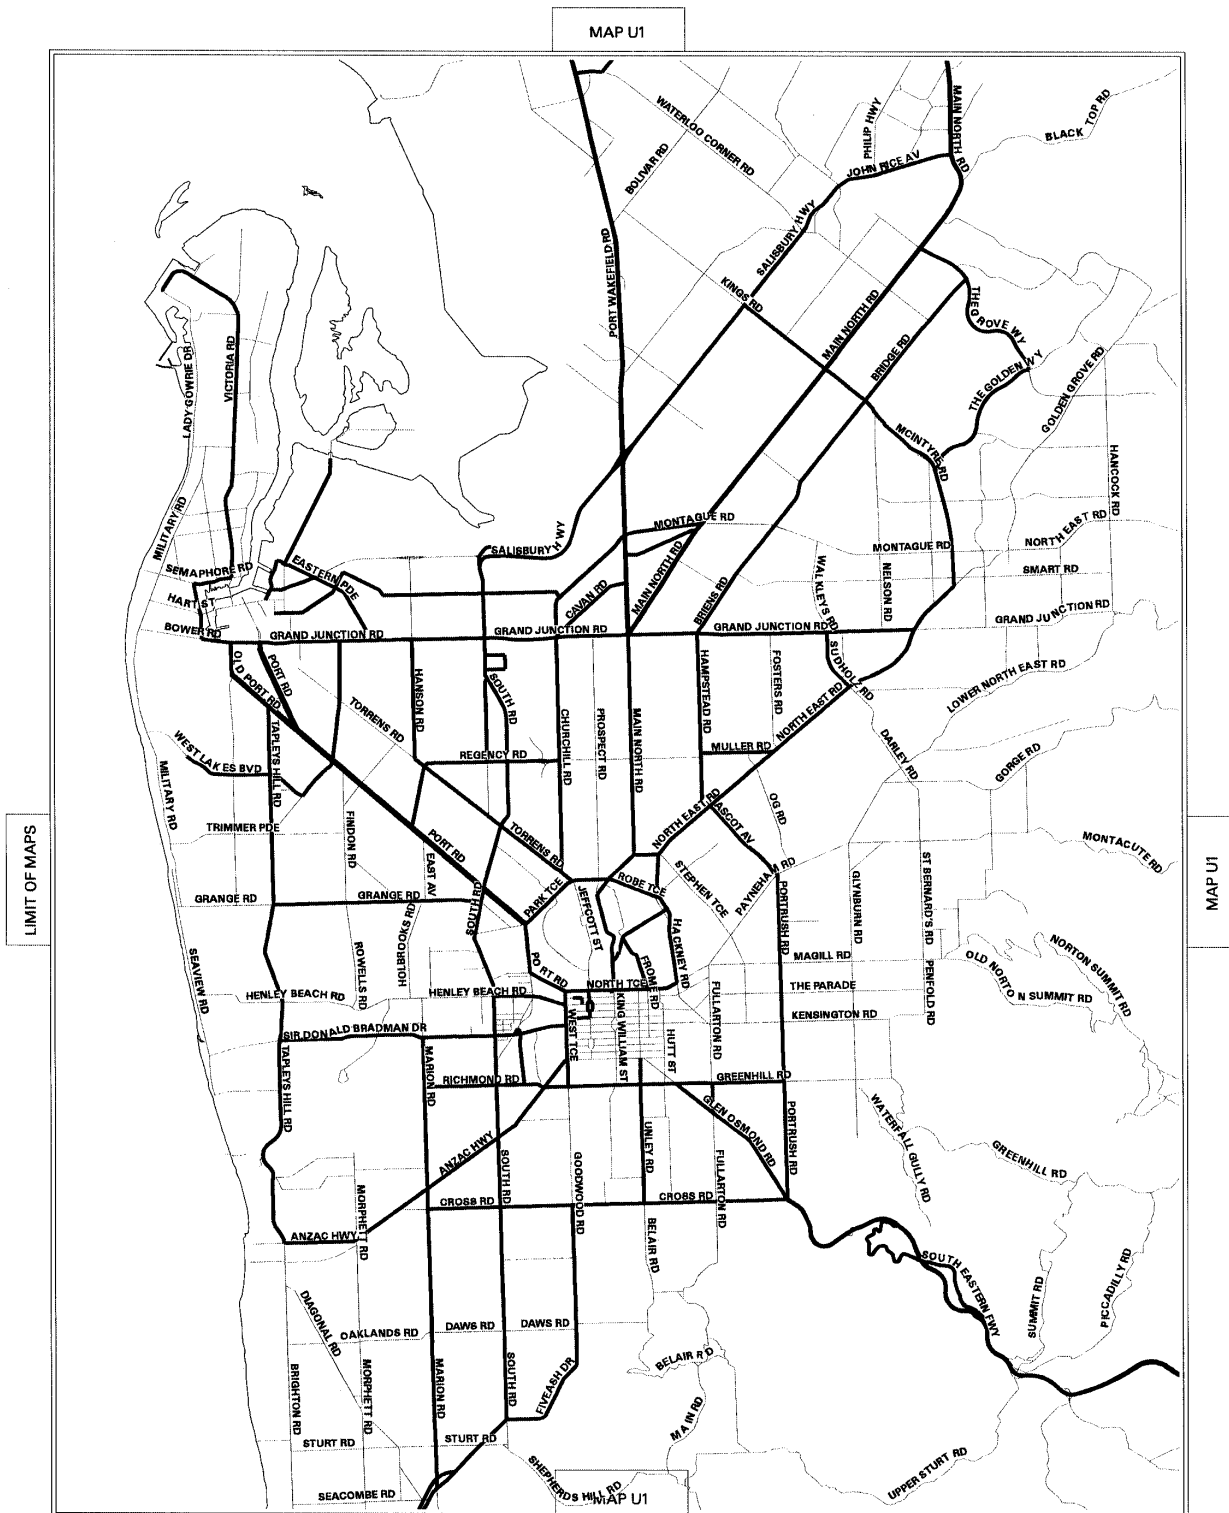 MAP U1
MAIN NORTH RD
BLACK TOP RD
PHILIP HWY
WATERLOO CORNER RD
BOLIVAR RD
JOHN RICE AV
SALISBURY HWY
PORT WAKEFIELD RD
KINGS RD
MAIN NORTH RD
THE GROVE WY
BRIDGE RD
THE GOLDEN WY
GOLDEN GROVE RD
LADY GOWRIE DR
VICTORIA RD
MCINTYRE RD
HANCOCK RD
MILITARY RD
MONTAGUE RD
NORTH EAST RD
SALISBURY HWY
MONTAGUE RD
SEMAPHORE RD
EASTERN PDE
MAIN NORTH RD
WALKLEY'S RD
NELSON RD
SMART RD
HART ST
CAVAN RD
BRIENS RD
GRAND JUNCTION RD
BOWER RD
GRAND JUNCTION RD
GRAND JUNCTION RD
GRAND JUNCTION RD
OLD PORT RD
PORT RD
HANSON RD
SOUTH RD
HAMPSTEAD RD
FOSTERS RD
SUDHOLZ RD
LOWER NORTH EAST RD
TORRENS RD
CHURCHILL RD
PROSPECT RD
MAIN NORTH RD
NORTH EAST RD
WEST LAKES BVD
TAPLEYS HILL RD
REGENCY RD
MULLER RD
DARLEY RD
GORGE RD
MILITARY RD
TRIMMER PDE
FINDON RD
PORT RD
TORRENS RD
NORTH EAST RD
ASCOT AV
OG RD
MONTACUTE RD
LIMIT OF MAPS
MAP U1
EAST AV
GRANGE RD
GRANGE RD
SOUTH RD
PARK TCE
JEFFCOTT ST
ROBE TCE
STEPHEN TCE
PAYNEHAM RD
PORTRUSH RD
GLYNBURN RD
ST BERNARD'S RD
HOLBROOKS RD
HACKNEY RD
SEAVIEW RD
ROWELLS RD
PORT RD
FROME RD
MAGILL RD
PENFOLD RD
OLD NORTON SUMMIT RD
NORTON SUMMIT RD
HENLEY BEACH RD
HENLEY BEACH RD
NORTH TCE
THE PARADE
FULLARTON RD
KENSINGTON RD
SIR DONALD BRADMAN DR
WEST TCE
KING WILLIAM ST
HUTT ST
TAPLEYS HILL RD
MARION RD
RICHMOND RD
GREENHILL RD
GLEN OSMOND RD
PORTRUSH RD
WATERFALL GULLY RD
GREENHILL RD
ANZAC HWY
SOUTH RD
GOODWOOD RD
UNLEY RD
FULLARTON RD
CROSS RD
CROSS RD
MORPHETT RD
ANZAC HWY
BELAIR RD
SOUTH EASTERN FWY
SUMMIT RD
PICCADILLY RD
DIAGONAL RD
OAKLANDS RD
DAWS RD
DAWS RD
BELAIR RD
BRIGHTON RD
MORPHETT RD
MARION RD
SOUTH RD
FIVEASH DR
MAIN RD
STURT RD
STURT RD
UPPER STURT RD
SHEPHERDS HILL RD
SEACOMBE RD
MAP U1